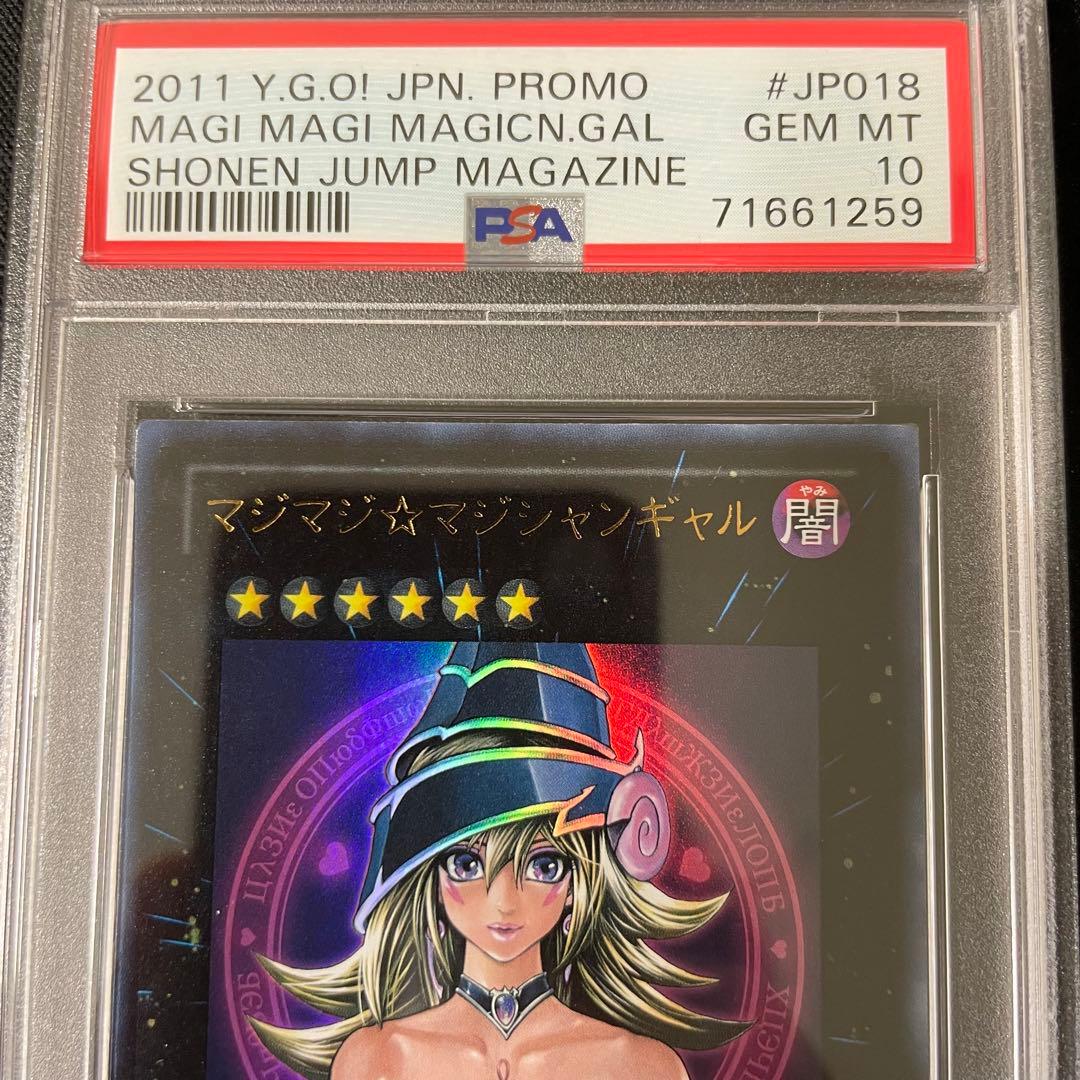 2011 Y.G.O! JPN. PROMO #JP018
MAGI MAGI MAGICN.GAL GEM MT
SHONEN JUMP MAGAZINE 10
PSA 71661259
マジマジ☆マジシャンギャル
やみ
闇